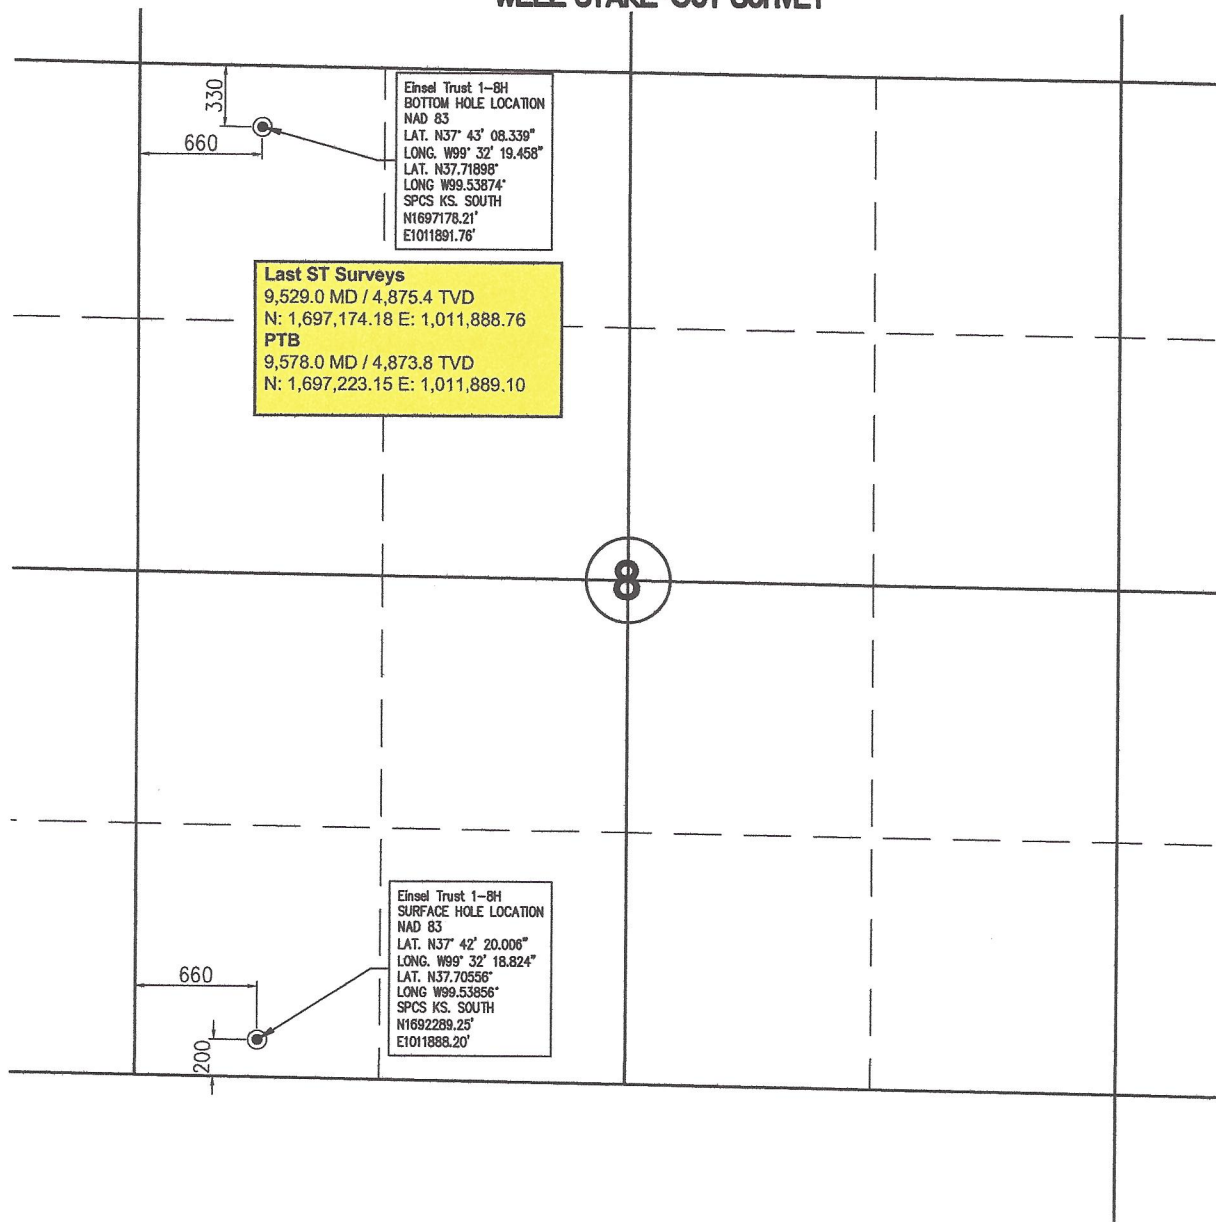 WELL STAKE-OUT SURVEY
330
660
Einsel Trust 1-8H
BOTTOM HOLE LOCATION
NAD 83
LAT. N37° 43' 08.339"
LONG. W99° 32' 19.458"
LAT. N37.71898°
LONG W99.53874°
SPCS KS. SOUTH
N1697178.21'
E1011891.76'
Last ST Surveys
9,529.0 MD / 4,875.4 TVD
N: 1,697,174.18 E: 1,011,888.76
PTB
9,578.0 MD / 4,873.8 TVD
N: 1,697,223.15 E: 1,011,889.10
8
Einsel Trust 1-8H
SURFACE HOLE LOCATION
NAD 83
LAT. N37° 42' 20.006"
LONG. W99° 32' 18.824"
LAT. N37.70556°
LONG W99.53856°
SPCS KS. SOUTH
N1692289.25'
E1011888.20'
660
200